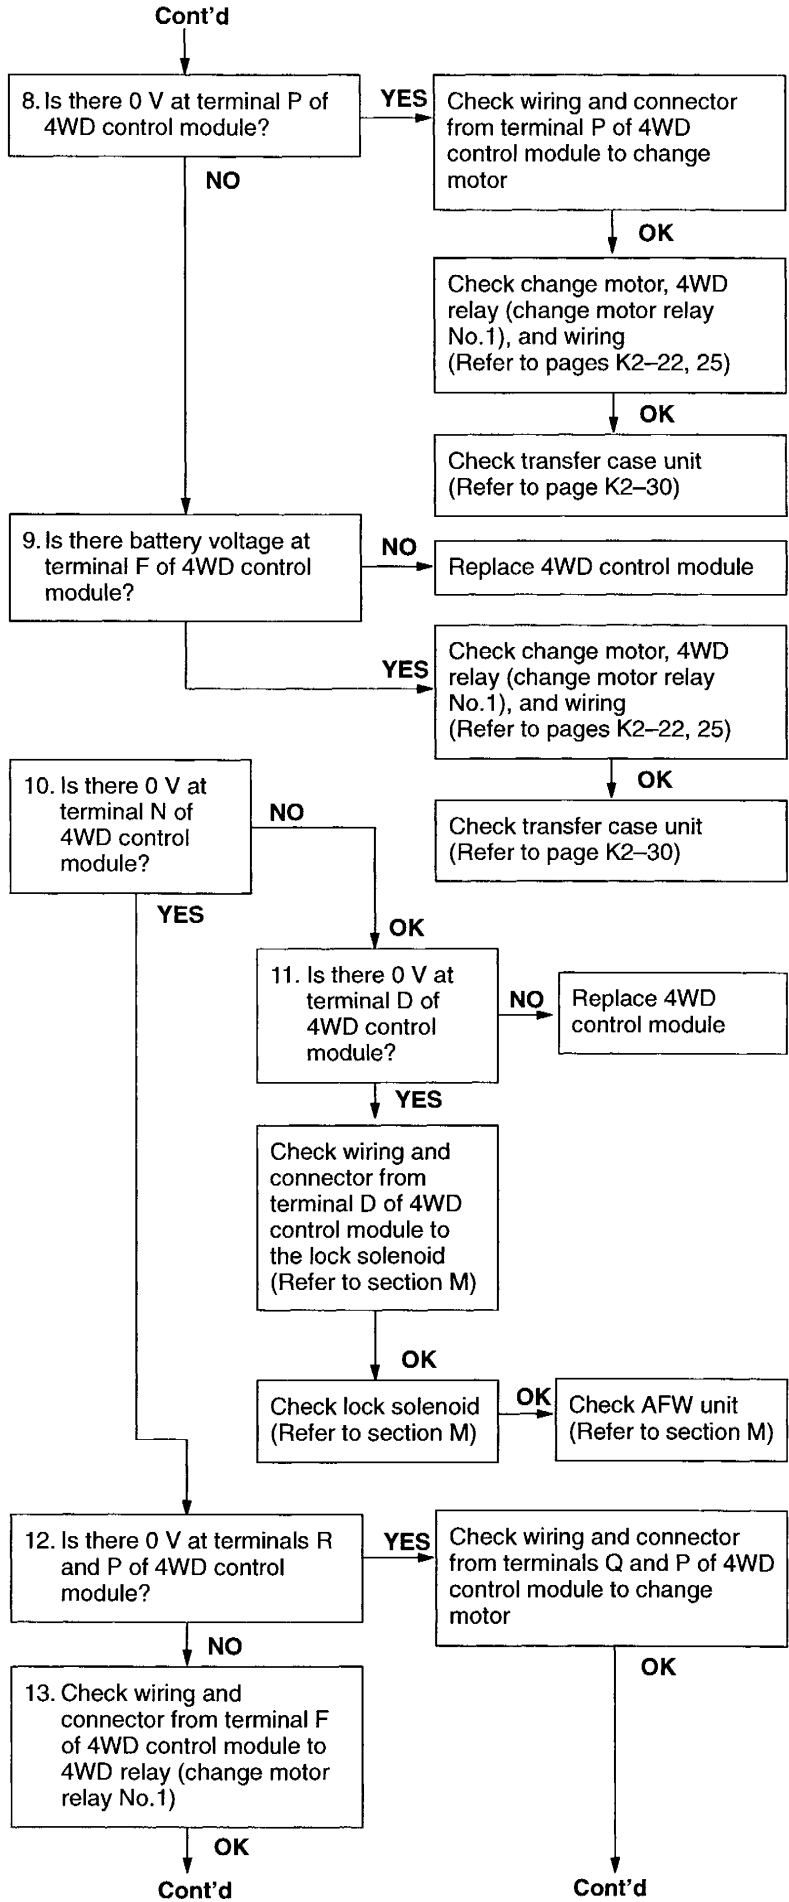 Cont'd
8. Is there 0 V at terminal P of
4WD control module?
YES
Check wiring and connector
from terminal P of 4WD
control module to change
motor
NO
OK
Check change motor, 4WD
relay (change motor relay
No.1), and wiring
(Refer to pages K2–22, 25)
OK
Check transfer case unit
(Refer to page K2–30)
9. Is there battery voltage at
terminal F of 4WD control
module?
NO
Replace 4WD control module
YES
Check change motor, 4WD
relay (change motor relay
No.1), and wiring
(Refer to pages K2–22, 25)
OK
Check transfer case unit
(Refer to page K2–30)
10. Is there 0 V at
terminal N of
4WD control
module?
NO
YES
OK
11. Is there 0 V at
terminal D of
4WD control
module?
NO
Replace 4WD
control module
YES
Check wiring and
connector from
terminal D of 4WD
control module to
the lock solenoid
(Refer to section M)
OK
Check lock solenoid
(Refer to section M)
OK
Check AFW unit
(Refer to section M)
12. Is there 0 V at terminals R
and P of 4WD control
module?
YES
Check wiring and connector
from terminals Q and P of 4WD
control module to change
motor
NO
OK
13. Check wiring and
connector from terminal F
of 4WD control module to
4WD relay (change motor
relay No.1)
OK
Cont'd
Cont'd